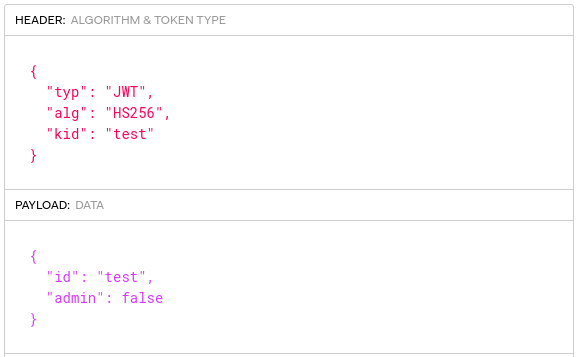 HEADER: ALGORITHM & TOKEN TYPE
{
  "typ": "JWT",
  "alg": "HS256",
  "kid": "test"
}
PAYLOAD: DATA
{
  "id": "test",
  "admin": false
}